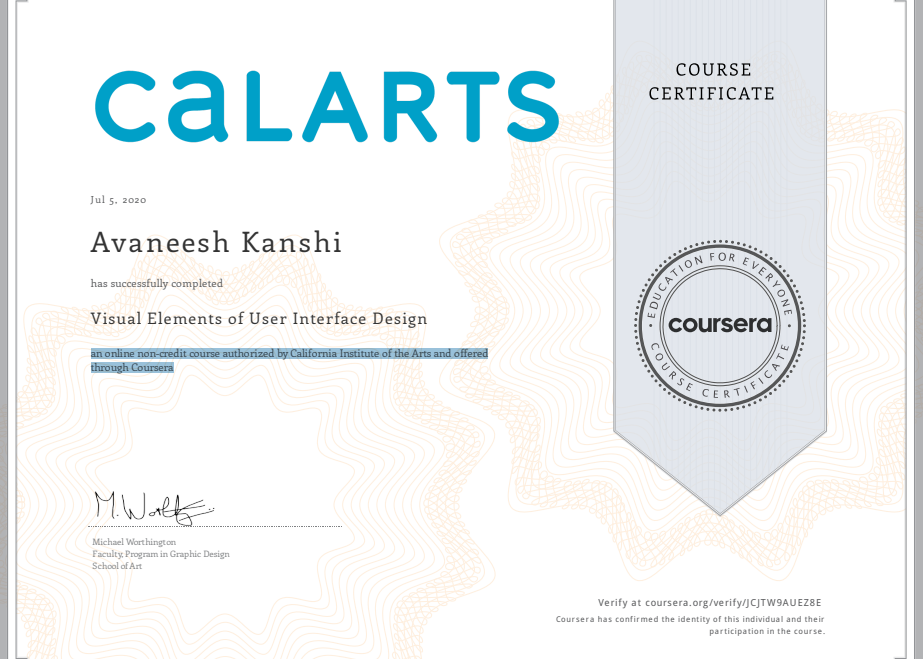 CALARTS
COURSE
CERTIFICATE
Jul 5, 2020
Avaneesh Kanshi
has successfully completed
Visual Elements of User Interface Design
an online non-credit course authorized by California Institute of the Arts and offered
through Coursera
EDUCATION FOR EVERYONE
coursera
COURSE CERTIFICATE
M. Worth
Michael Worthington
Faculty, Program in Graphic Design
School of Art
Verify at coursera.org/verify/JCJTW9AUEZ8E
Coursera has confirmed the identity of this individual and their
participation in the course.